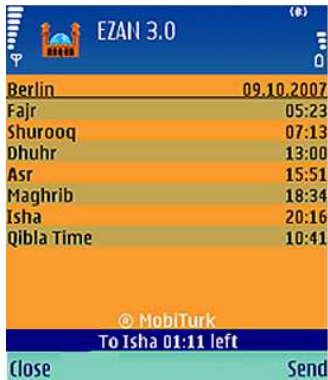 EZAN 3.0
Berlin 09.10.2007
Fajr 05:23
Shurooq 07:13
Dhuhr 13:00
Asr 15:51
Maghrib 18:34
Isha 20:16
Qibla Time 10:41
® MobiTurk
To Isha 01:11 left
Close Send